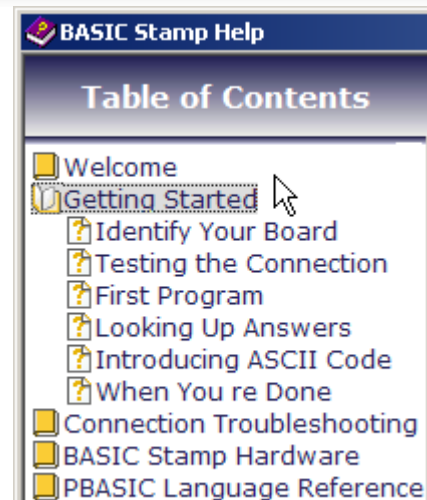 BASIC Stamp Help
Table of Contents
Welcome
Getting Started
Identify Your Board
Testing the Connection
First Program
Looking Up Answers
Introducing ASCII Code
When You re Done
Connection Troubleshooting
BASIC Stamp Hardware
PBASIC Language Reference